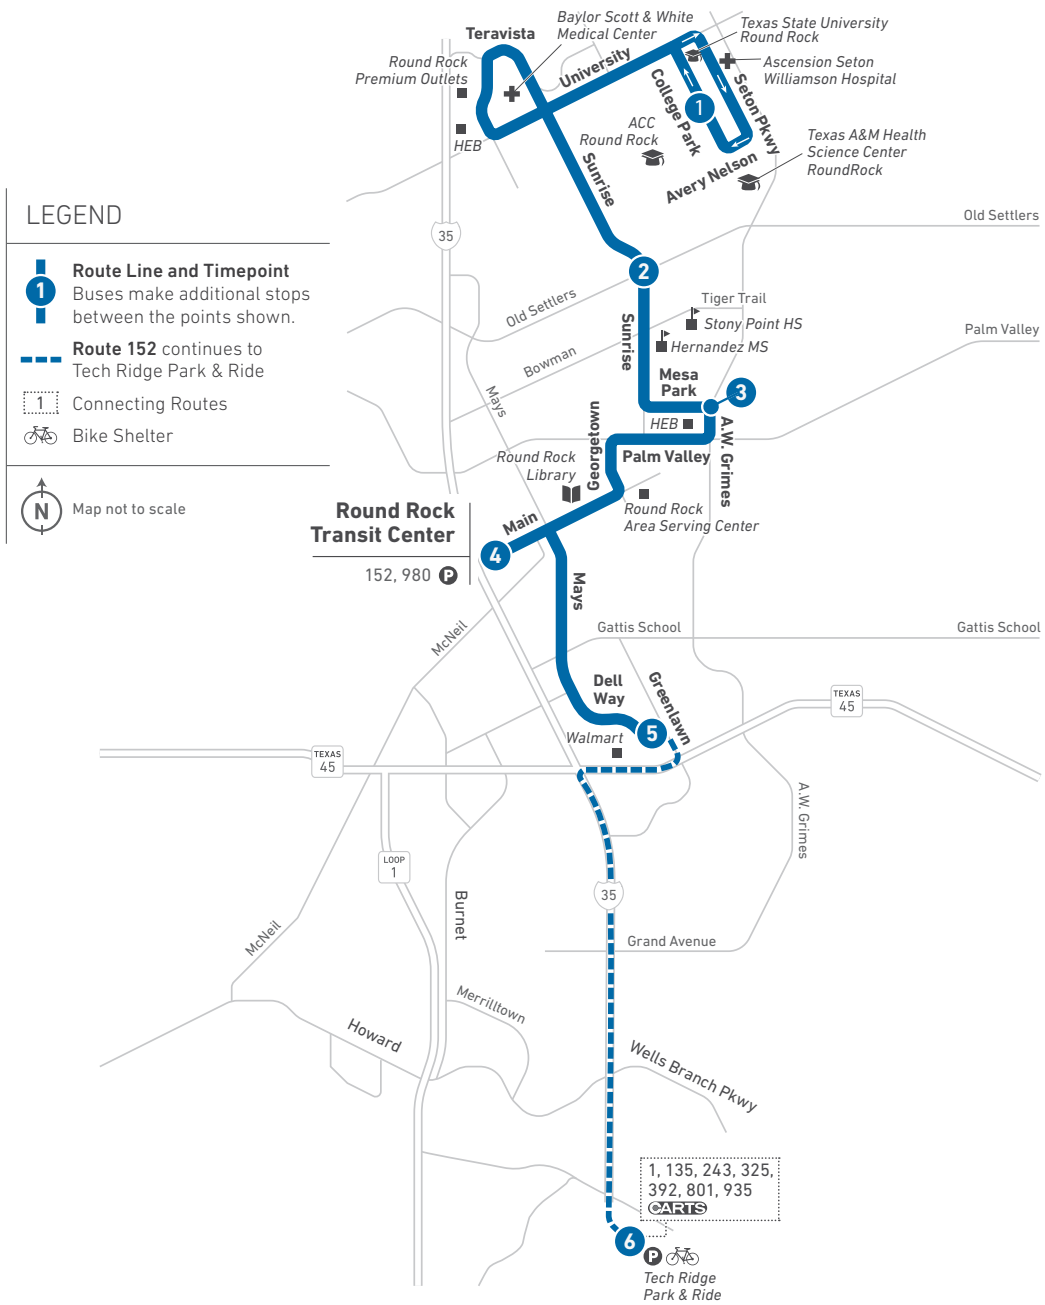 Baylor Scott & White
Medical Center
Teravista
Texas State University
Round Rock
Round Rock
Premium Outlets
University
Ascension Seton
Williamson Hospital
College Park
1
Seton Pkwy
ACC
Round Rock
HEB
Sunrise
Avery Nelson
Texas A&M Health
Science Center
RoundRock
LEGEND
35
Old Settlers
1
Route Line and Timepoint
Buses make additional stops
between the points shown.
2
Old Settlers
Tiger Trail
Stony Point HS
Sunrise
Hernandez MS
Palm Valley
Route 152 continues to
Tech Ridge Park & Ride
Bowman
Mesa
Park
3
1
Connecting Routes
Mays
HEB
Bike Shelter
Georgetown
Palm Valley
A.W. Grimes
Round Rock
Library
N
Map not to scale
Round Rock
Area Serving Center
Round Rock
Transit Center
Main
4
152, 980 P
Mays
McNeil
Gattis School
Gattis School
Dell
Way
Greenlawn
TEXAS
45
5
Walmart
TEXAS
45
A.W. Grimes
LOOP
1
35
Burnet
McNeil
Grand Avenue
Merrilltown
Howard
Wells Branch Pkwy
1, 135, 243, 325,
392, 801, 935
CARTS
6
P
Tech Ridge
Park & Ride